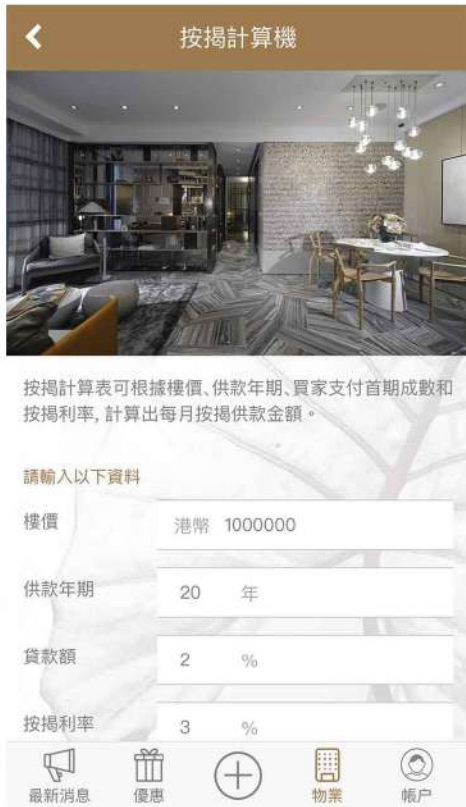 按揭計算機
按揭計算表可根據樓價、供款年期、買家支付首期成數和
按揭利率, 計算出每月按揭供款金額。
請輸入以下資料
樓價
港幣 1000000
供款年期
20 年
貸款額
2 %
按揭利率
3 %
最新消息 優惠 物業 帳户